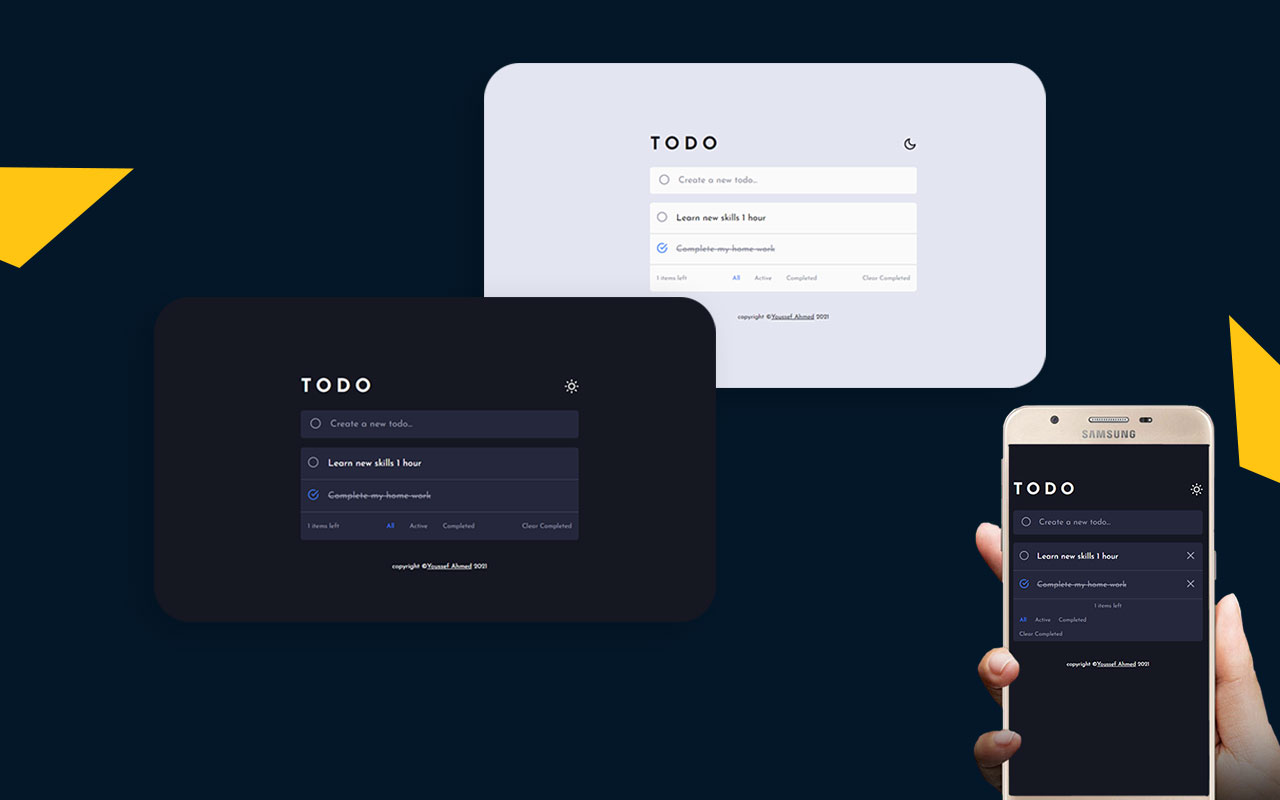 TODO
Create a new todo...
Learn new skills 1 hour
Complete my home work
1 items left All Active Completed Clear Completed
copyright ©Youssef Ahmed 2021
TODO
Create a new todo...
Learn new skills 1 hour
Complete my home work
1 items left All Active Completed Clear Completed
copyright ©Youssef Ahmed 2021
SAMSUNG
TODO
Create a new todo...
Learn new skills 1 hour
Complete my home work
1 items left
All Active Completed
Clear Completed
copyright ©Youssef Ahmed 2021